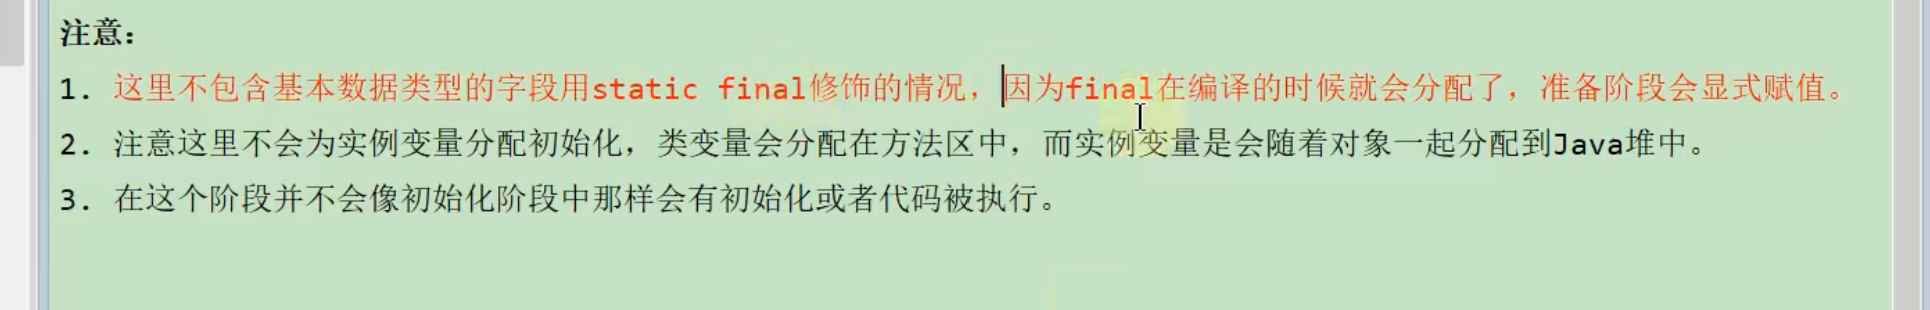 注意：
1. 这里不包含基本数据类型的字段用static final修饰的情况，因为final在编译的时候就会分配了，准备阶段会显式赋值。
2. 注意这里不会为实例变量分配初始化，类变量会分配在方法区中，而实例变量是会随着对象一起分配到Java堆中。
3. 在这个阶段并不会像初始化阶段中那样会有初始化或者代码被执行。